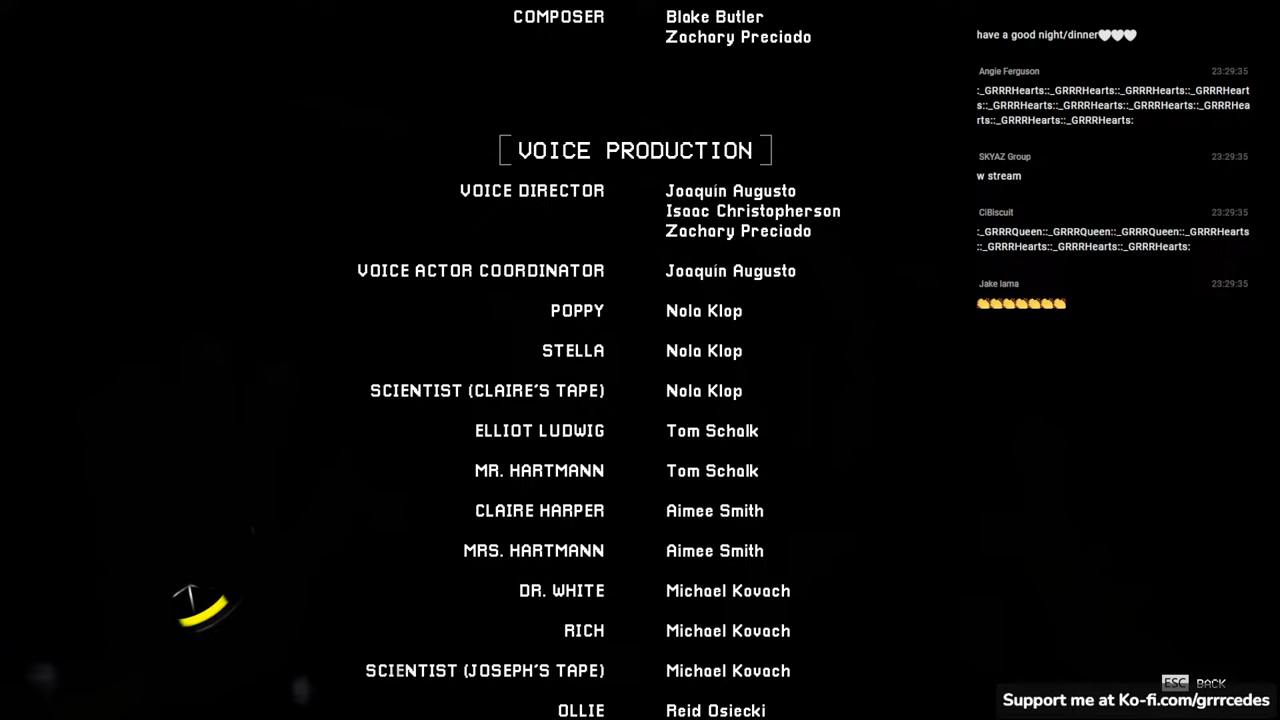 COMPOSER Blake Butler
Zachary Preciado
VOICE PRODUCTION
VOICE DIRECTOR Joaquín Augusto
Isaac Christopherson
Zachary Preciado
VOICE ACTOR COORDINATOR Joaquín Augusto
POPPY Nola Klop
STELLA Nola Klop
SCIENTIST (CLAIRE'S TAPE) Nola Klop
ELLIOT LUDWIG Tom Schalk
MR. HARTMANN Tom Schalk
CLAIRE HARPER Aimee Smith
MRS. HARTMANN Aimee Smith
DR. WHITE Michael Kovach
RICH Michael Kovach
SCIENTIST (JOSEPH'S TAPE) Michael Kovach
OLLIE Reid Osiecki
have a good night/dinner🤍🤍🤍
Angie Ferguson 23:29:35
:_GRRRHearts::_GRRRHearts::_GRRRHearts::_GRRRHeart
s::_GRRRHearts::_GRRRHearts::_GRRRHearts::_GRRRHea
rts::_GRRRHearts::_GRRRHearts:
SKYAZ Group 23:29:35
w stream
CiBiscuit 23:29:35
:_GRRRQueen::_GRRRQueen::_GRRRQueen::_GRRRHearts
::_GRRRHearts::_GRRRHearts::_GRRRHearts:
Jake lama 23:29:35
👏👏👏👏👏👏👏
ESC BACK
Support me at Ko-fi.com/grrrcedes